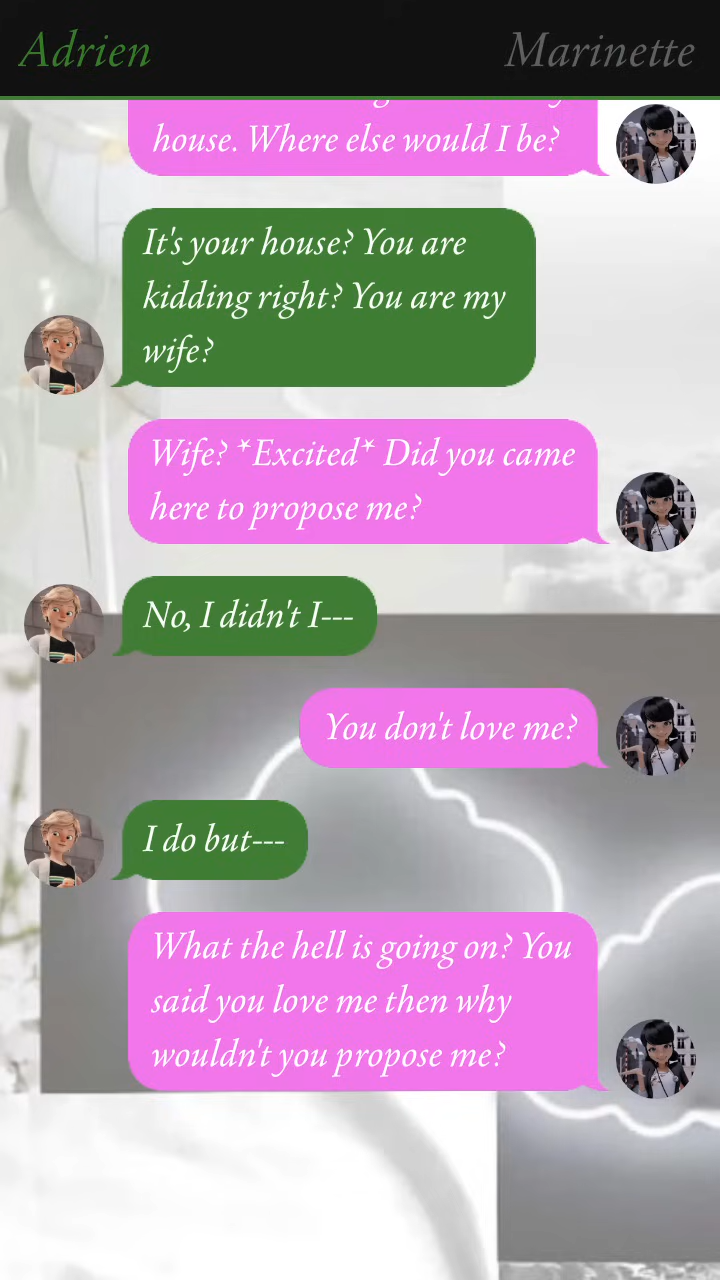 Adrien
Marinette
house. Where else would I be?
It's your house? You are
kidding right? You are my
wife?
Wife? *Excited* Did you came
here to propose me?
No, I didn't I---
You don't love me?
I do but---
What the hell is going on? You
said you love me then why
wouldn't you propose me?